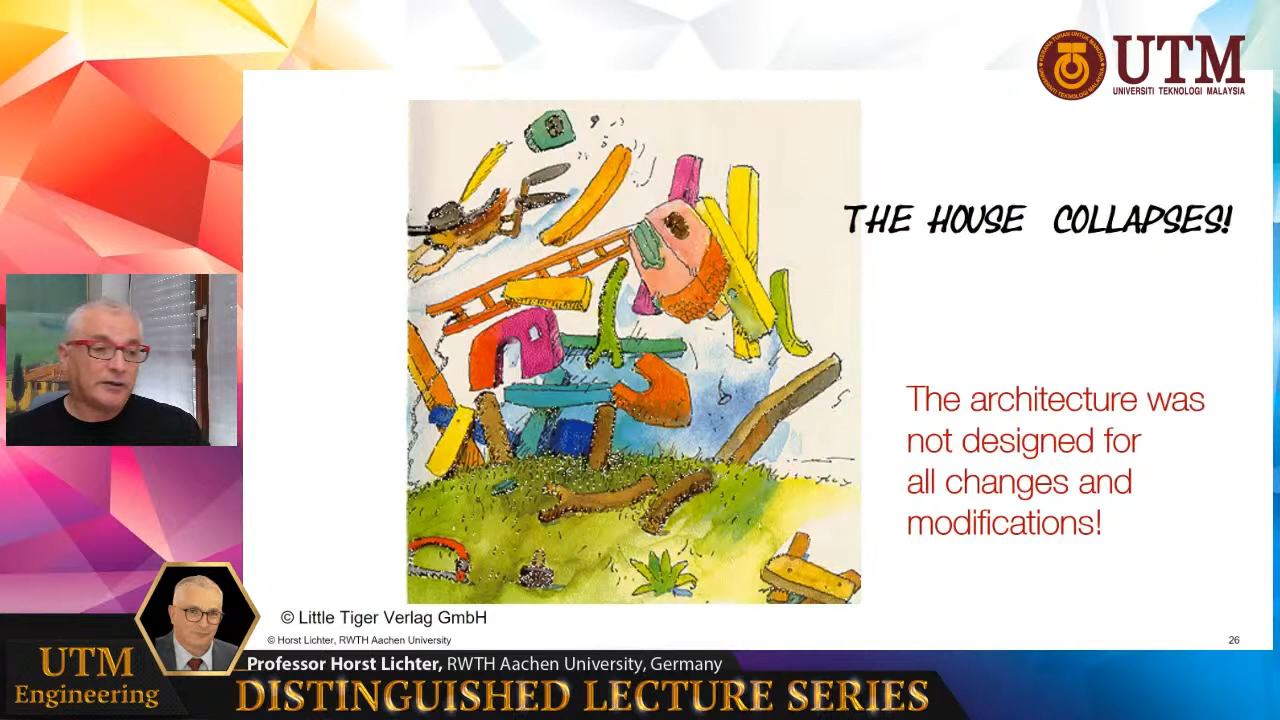 UTM
UNIVERSITI TEKNOLOGI MALAYSIA
THE HOUSE COLLAPSES!
The architecture was
not designed for
all changes and
modifications!
© Little Tiger Verlag GmbH
© Horst Lichter, RWTH Aachen University
26
UTM
Engineering
Professor Horst Lichter, RWTH Aachen University, Germany
DISTINGUISHED LECTURE SERIES